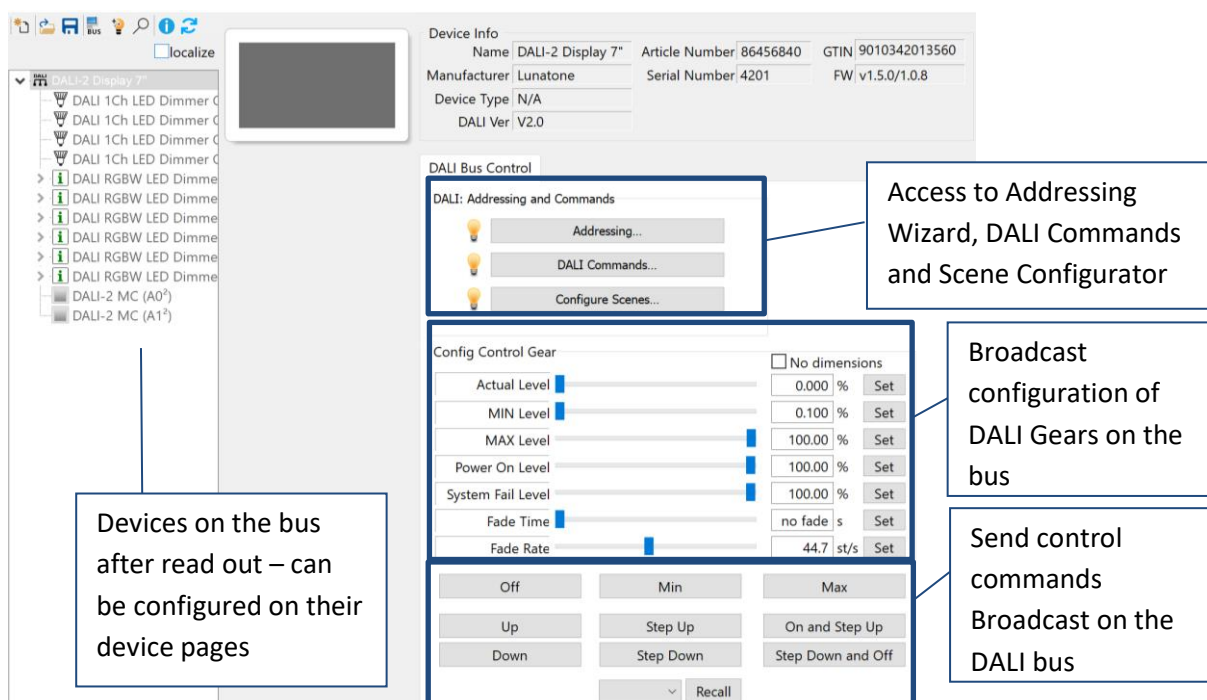 BUS
localize
DALI-2 Display 7"
DALI 1Ch LED Dimmer C
DALI 1Ch LED Dimmer C
DALI 1Ch LED Dimmer C
DALI 1Ch LED Dimmer C
DALI RGBW LED Dimme
DALI RGBW LED Dimme
DALI RGBW LED Dimme
DALI RGBW LED Dimme
DALI RGBW LED Dimme
DALI RGBW LED Dimme
DALI-2 MC (A0²)
DALI-2 MC (A1²)
Device Info
Name DALI-2 Display 7" Article Number 86456840 GTIN 9010342013560
Manufacturer Lunatone Serial Number 4201 FW v1.5.0/1.0.8
Device Type N/A
DALI Ver V2.0
DALI Bus Control
DALI: Addressing and Commands
Addressing...
DALI Commands...
Configure Scenes...
Access to Addressing
Wizard, DALI Commands
and Scene Configurator
Config Control Gear
No dimensions
Actual Level 0.000 % Set
MIN Level 0.100 % Set
MAX Level 100.00 % Set
Power On Level 100.00 % Set
System Fail Level 100.00 % Set
Fade Time no fade s Set
Fade Rate 44.7 st/s Set
Broadcast
configuration of
DALI Gears on the
bus
Off Min Max
Up Step Up On and Step Up
Down Step Down Step Down and Off
Recall
Send control
commands
Broadcast on the
DALI bus
Devices on the bus
after read out – can
be configured on their
device pages